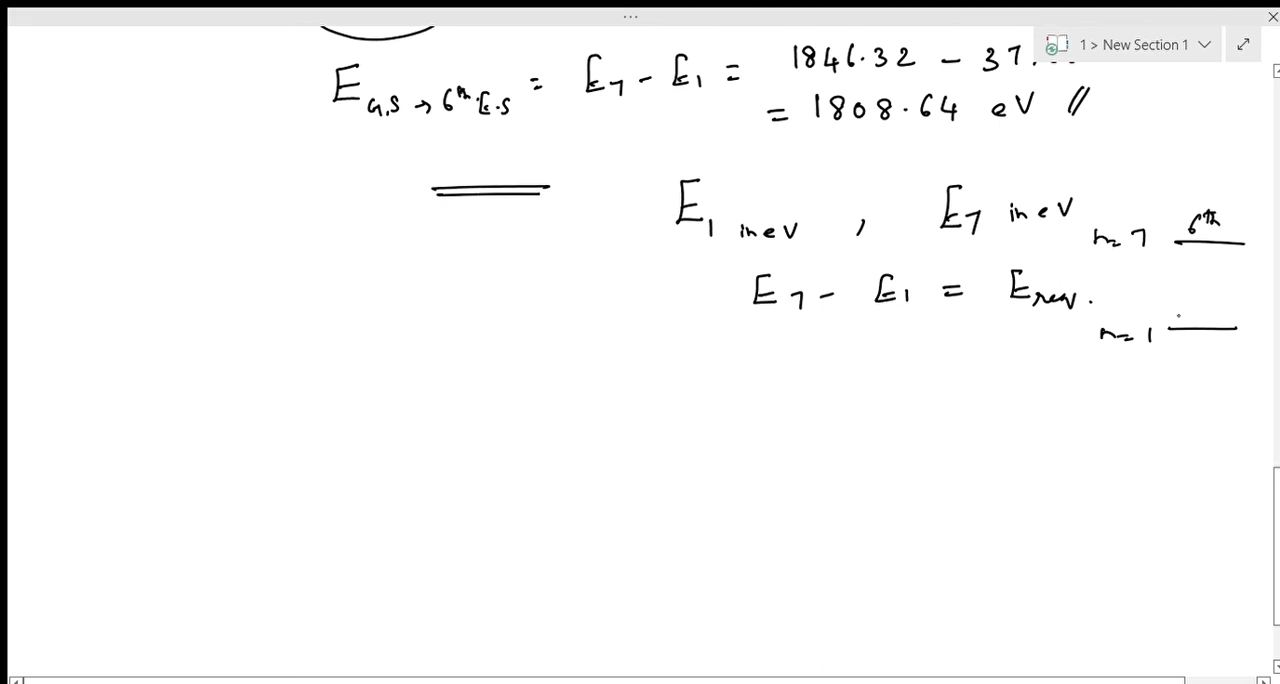 1 > New Section 1
E G.S → 6th E.S = E7 - E1 = 1846.32 - 37.
= 1808.64 eV //
E1 in eV , E7 in eV
n=7 6th
E7 - E1 = Ereq.
n=1